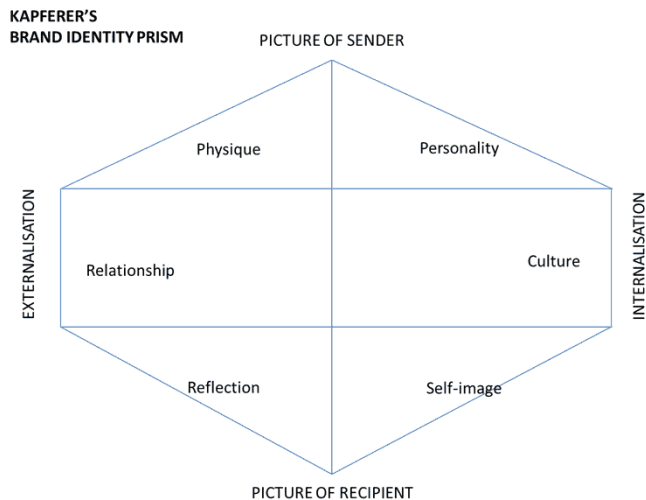 KAPFERER'S
BRAND IDENTITY PRISM
PICTURE OF SENDER
Physique
Personality
EXTERNALISATION
INTERNALISATION
Relationship
Culture
Reflection
Self-image
PICTURE OF RECIPIENT